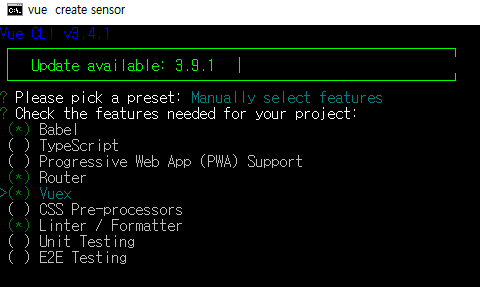 vue create sensor
Vue CLI v3.4.1
Update available: 3.9.1
? Please pick a preset: Manually select features
? Check the features needed for your project:
(*) Babel
( ) TypeScript
( ) Progressive Web App (PWA) Support
(*) Router
>(*) Vuex
( ) CSS Pre-processors
(*) Linter / Formatter
( ) Unit Testing
( ) E2E Testing